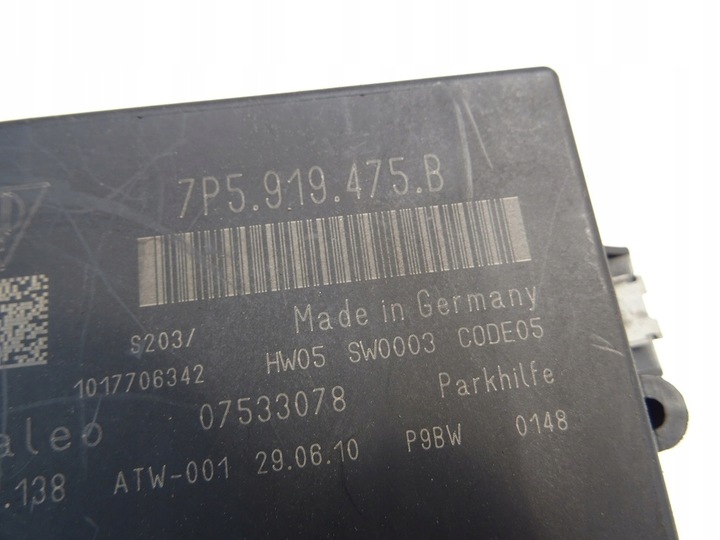 7P5.919.475.B
Made in Germany
S203/
HW05 SW0003 CODE05
1017706342
07533078
Parkhilfe
aleo
.138
ATW-001 29.06.10 P9BW 0148